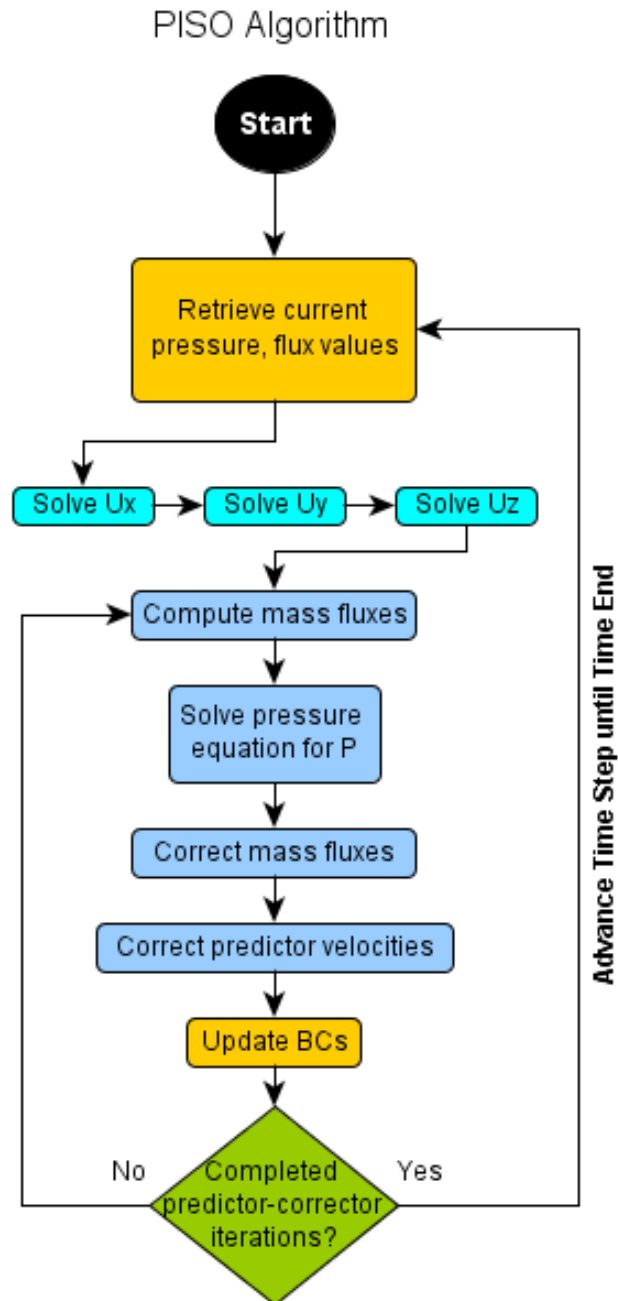 PISO Algorithm
Start
Retrieve current
pressure, flux values
Solve Ux
Solve Uy
Solve Uz
Compute mass fluxes
Solve pressure
equation for P
Correct mass fluxes
Correct predictor velocities
Update BCs
No
Completed
predictor-corrector
iterations?
Yes
Advance Time Step until Time End